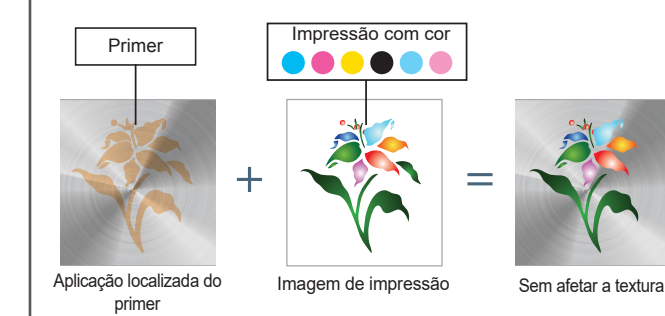 Primer
Impressão com cor
Aplicação localizada do
primer
Imagem de impressão
Sem afetar a textura